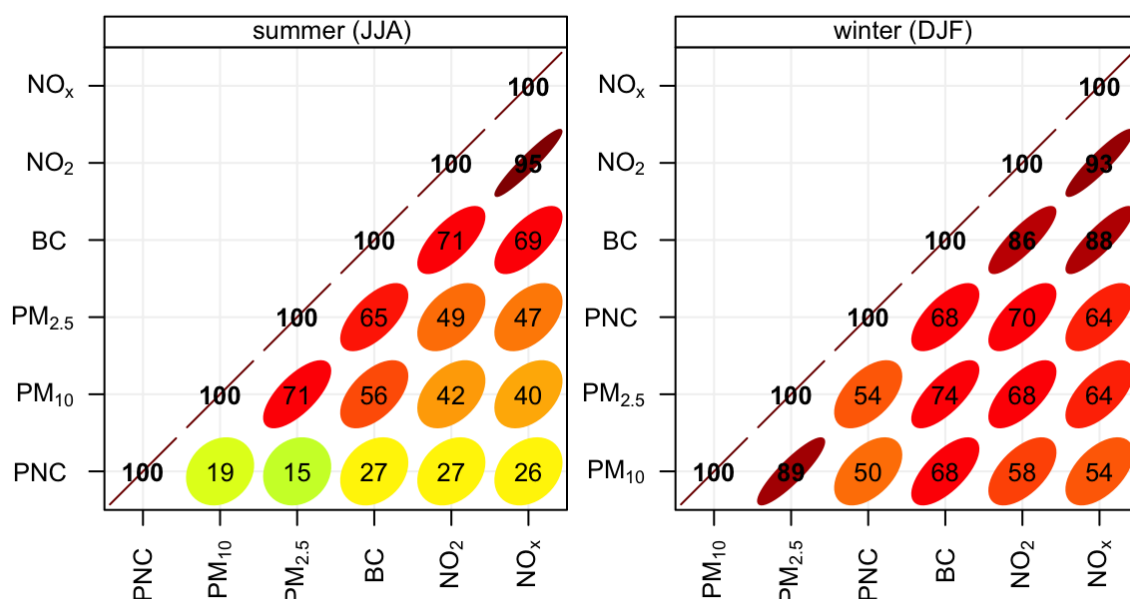 summer (JJA) winter (DJF)
NOx 100 NOx 100
NO2 100 95 NO2 100 93
BC 100 71 69 BC 100 86 88
PM2.5 100 65 49 47 PNC 100 68 70 64
PM10 100 71 56 42 40 PM2.5 100 54 74 68 64
PNC 100 19 15 27 27 26 PM10 100 89 50 68 58 54
PNC PM10 PM2.5 BC NO2 NOx PM10 PM2.5 PNC BC NO2 NOx